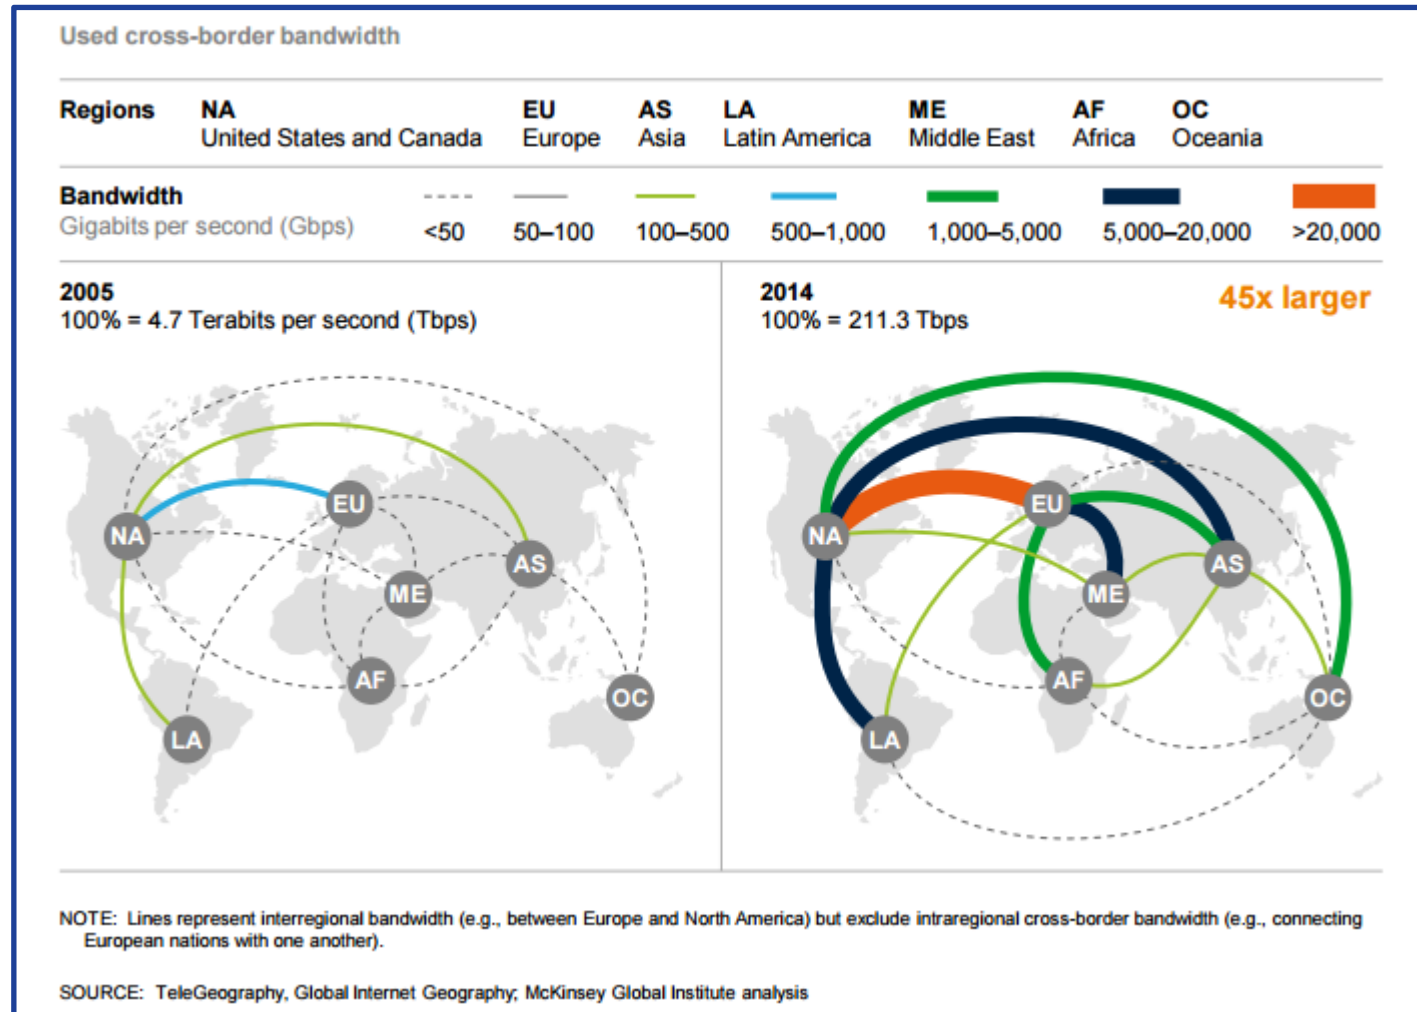 Used cross-border bandwidth
Regions NA EU AS LA ME AF OC
United States and Canada Europe Asia Latin America Middle East Africa Oceania
Bandwidth
Gigabits per second (Gbps) <50 50–100 100–500 500–1,000 1,000–5,000 5,000–20,000 >20,000
2005
100% = 4.7 Terabits per second (Tbps)
2014
100% = 211.3 Tbps
45x larger
EU
NA
AS
ME
AF
OC
LA
EU
NA
AS
ME
AF
OC
LA
NOTE: Lines represent interregional bandwidth (e.g., between Europe and North America) but exclude intraregional cross-border bandwidth (e.g., connecting
European nations with one another).
SOURCE: TeleGeography, Global Internet Geography; McKinsey Global Institute analysis